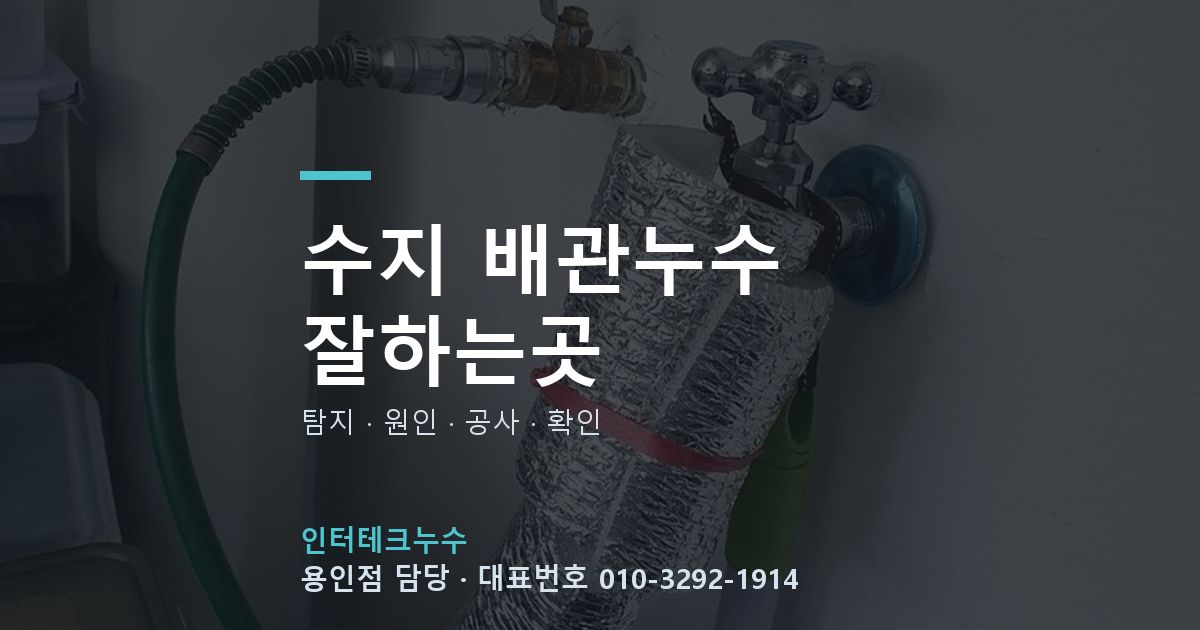 수지 배관누수
잘하는곳
탐지 · 원인 · 공사 · 확인
인터테크누수
용인점 담당 · 대표번호 010-3292-1914